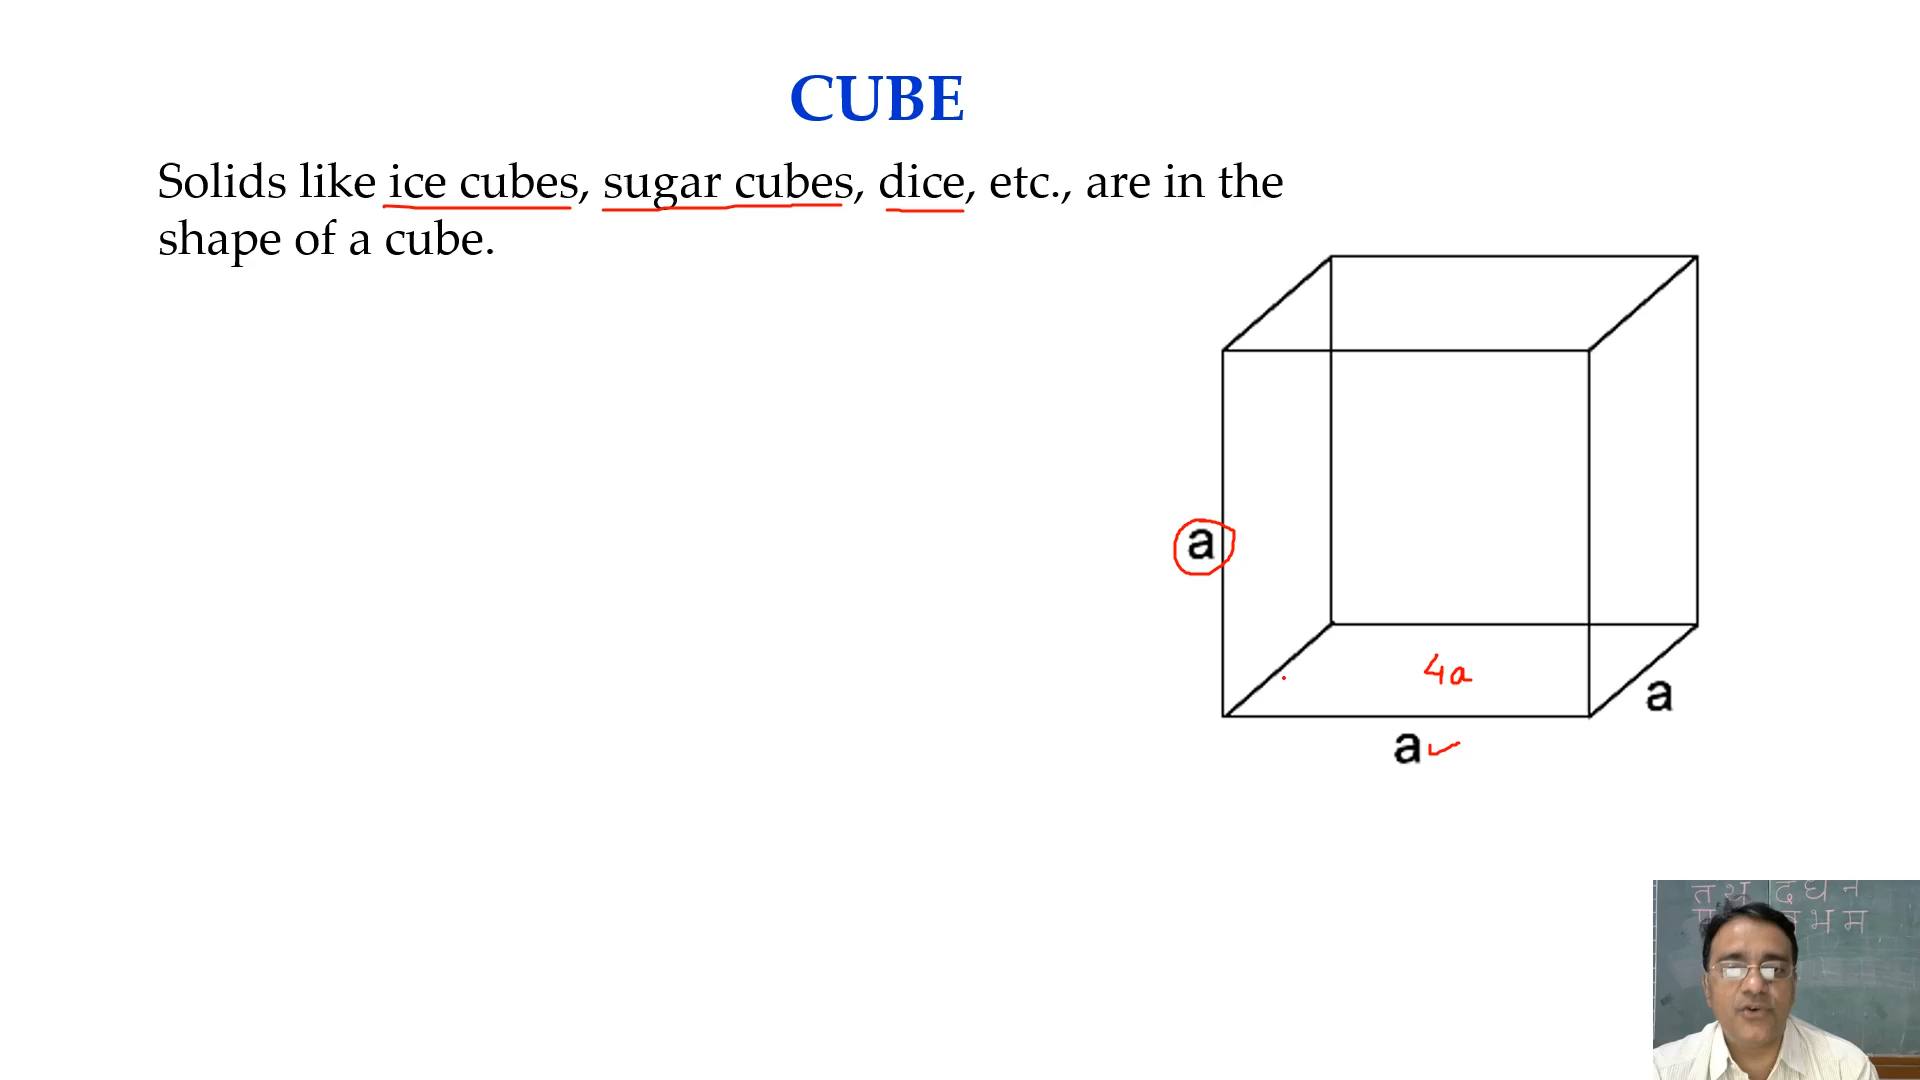 CUBE
Solids like ice cubes, sugar cubes, dice, etc., are in the
shape of a cube.
a
4a
a
a
त थ द ध न
भ म